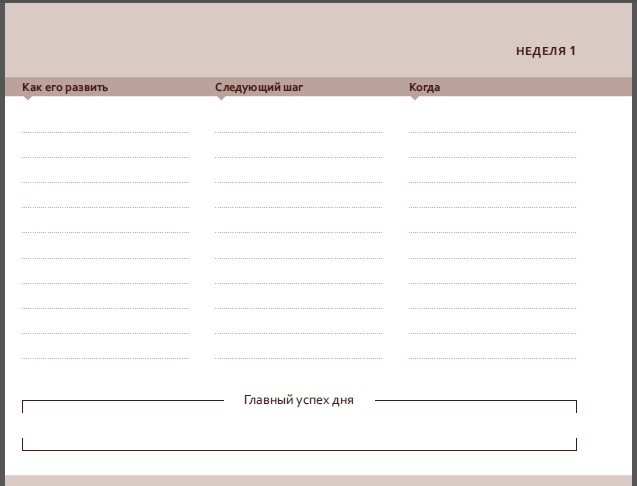 НЕДЕЛЯ 1
Как его развить Следующий шаг Когда
Главный успех дня